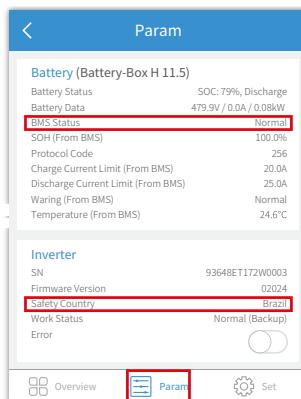 Param
Battery (Battery-Box H 11.5)
Battery Status SOC: 79%, Discharge
Battery Data 479.9V / 0.0A / 0.08kW
BMS Status Normal
SOH (From BMS) 100.0%
Protocol Code 256
Charge Current Limit (From BMS) 20.0A
Discharge Current Limit (From BMS) 25.0A
Waring (From BMS) Normal
Temperature (From BMS) 24.6°C
Inverter
SN 93648ET172W0003
Firmware Version 02024
Safety Country Brazil
Work Status Normal (Backup)
Error
Overview Param Set